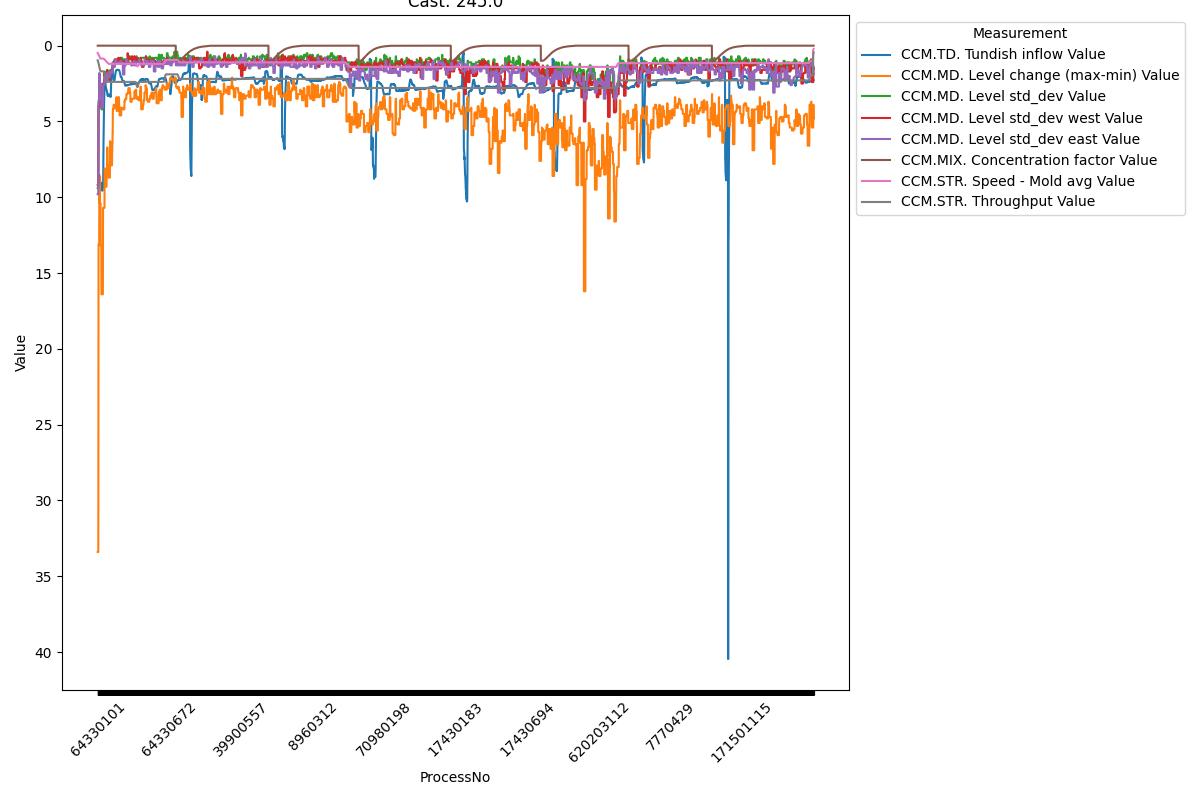 Cast: 245.0
Measurement
CCM.TD. Tundish inflow Value
CCM.MD. Level change (max-min) Value
CCM.MD. Level std_dev Value
CCM.MD. Level std_dev west Value
CCM.MD. Level std_dev east Value
CCM.MIX. Concentration factor Value
CCM.STR. Speed - Mold avg Value
CCM.STR. Throughput Value
Value
0
5
10
15
20
25
30
35
40
64330101
64330672
39900557
8960312
70980198
17430183
17430694
620203112
7770429
171501115
ProcessNo